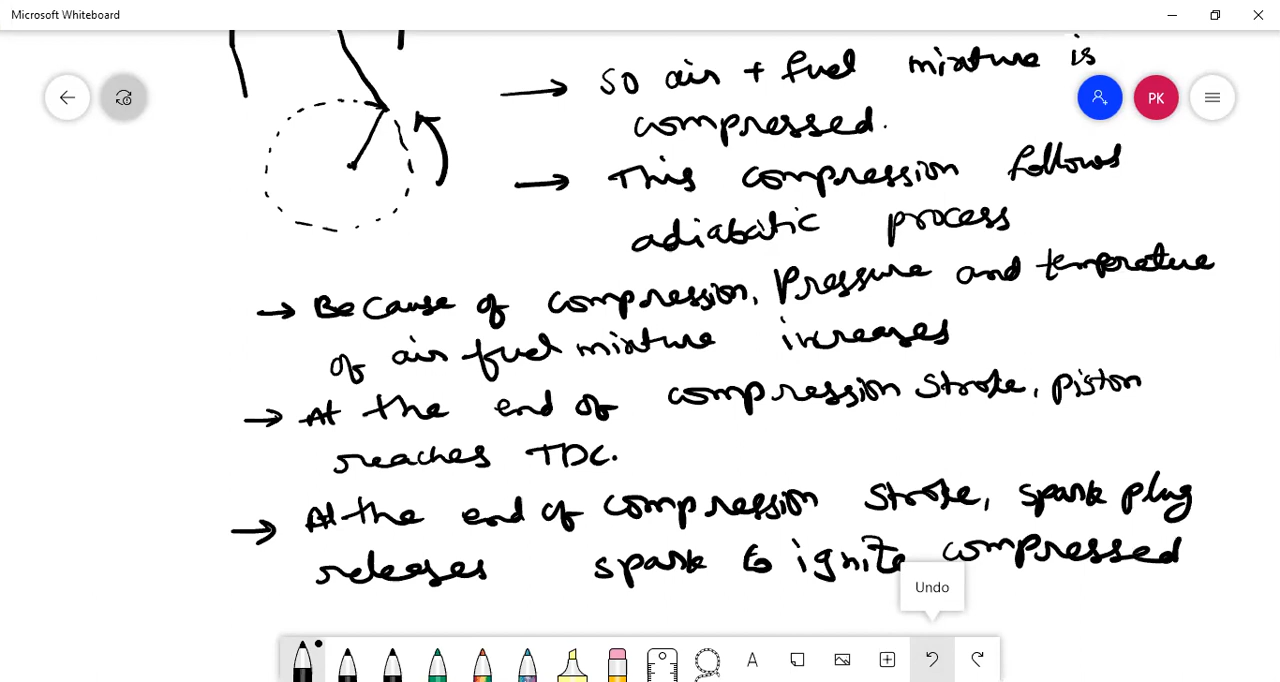 Microsoft Whiteboard
→ So air + fuel mixture is
PK
compressed.
→ This compression follows
adiabatic process
→ Because of compression, Pressure and temperature
of air fuel mixture increases
→ At the end of compression stroke, piston
reaches TDC.
→ At the end of compression stroke, spark plug
releases spark to ignite compressed
Undo
A